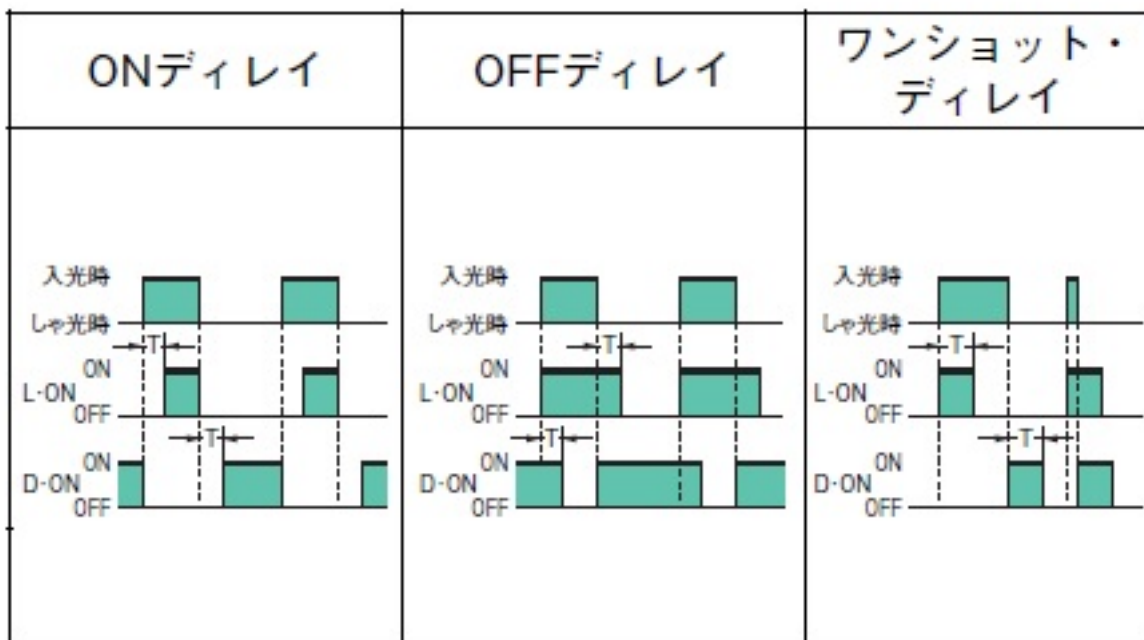 ONディレイ
OFFディレイ
ワンショット・
ディレイ
入光時
しゃ光時
T
ON
L・ON
OFF
T
ON
D・ON
OFF
入光時
しゃ光時
T
ON
L・ON
OFF
T
ON
D・ON
OFF
入光時
しゃ光時
T
ON
L・ON
OFF
T
ON
D・ON
OFF